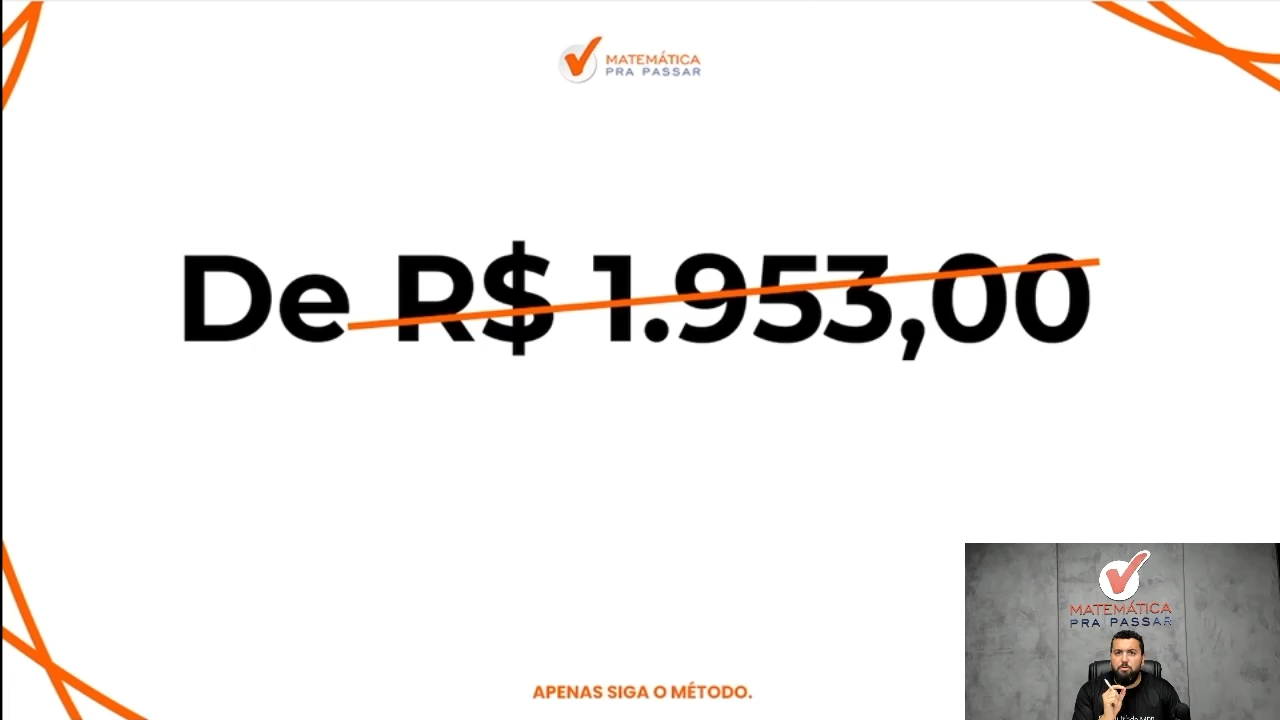 MATEMÁTICA
PRA PASSAR
De R$ 1.953,00
MATEMÁTICA
PRA PASSAR
APENAS SIGA O MÉTODO.